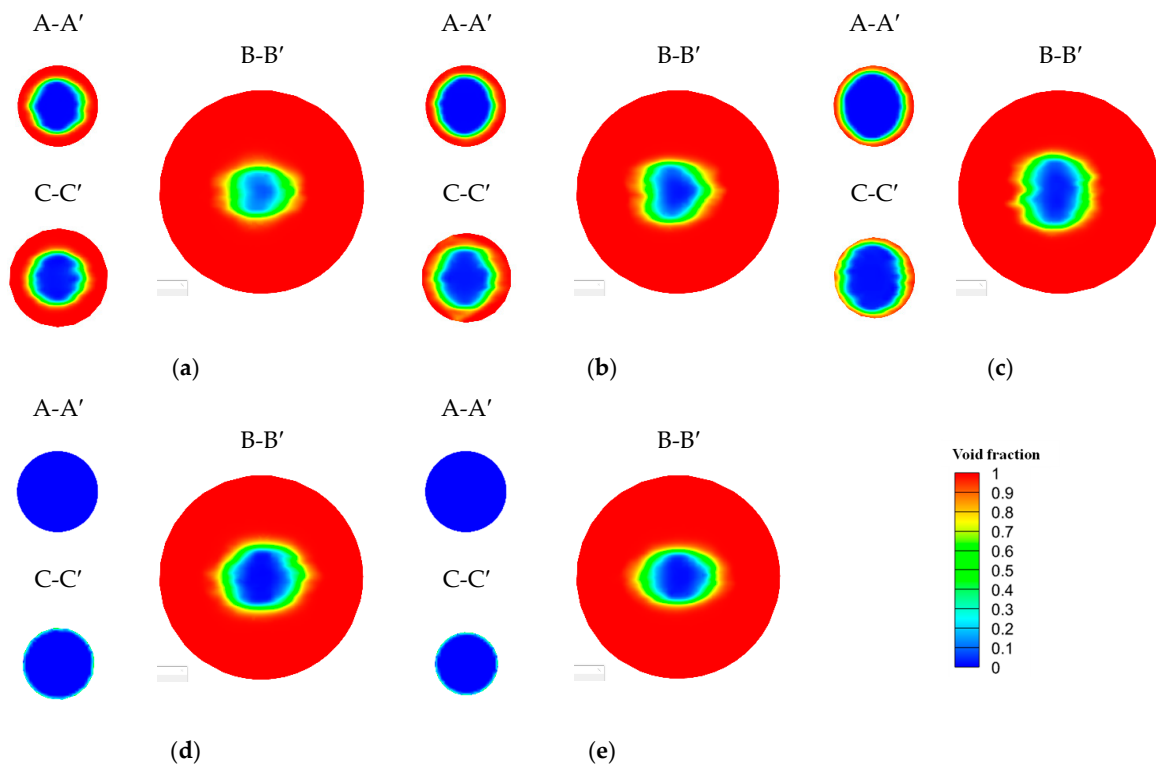 A-A′
B-B′
C-C′
(a)
A-A′
B-B′
C-C′
(b)
A-A′
B-B′
C-C′
(c)
A-A′
B-B′
C-C′
(d)
A-A′
B-B′
C-C′
(e)
Void fraction
1
0.9
0.8
0.7
0.6
0.5
0.4
0.3
0.2
0.1
0